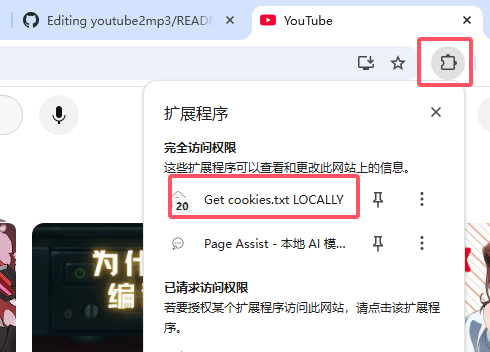 Editing youtube2mp3/READM
YouTube
扩展程序
完全访问权限
这些扩展程序可以查看和更改此网站上的信息。
20
Get cookies.txt LOCALLY
Page Assist - 本地 AI 模...
已请求访问权限
若要授权某个扩展程序访问此网站，请点击该扩展程
序。
为什
编